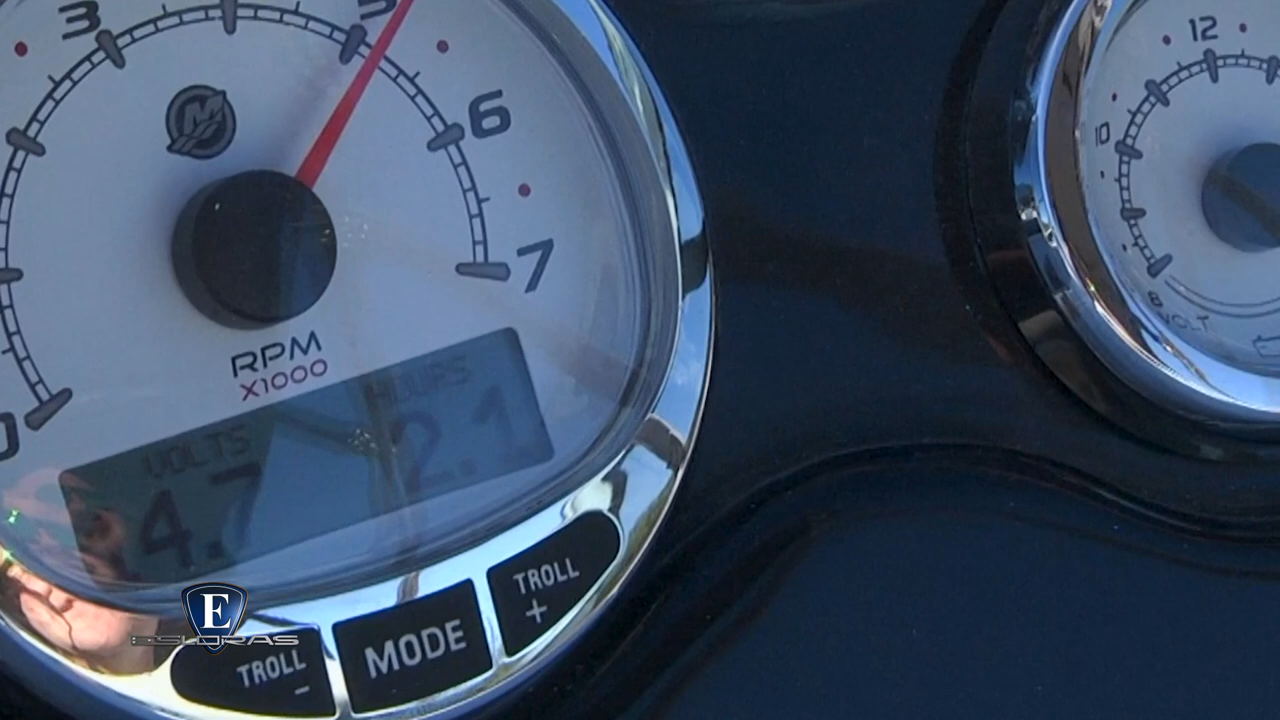 3
5
6
7
0
RPM
X1000
VOLTS
HOURS
4.7
2.1
TROLL
-
MODE
TROLL
+
12
10
8
VOLT
E
ESLORAS